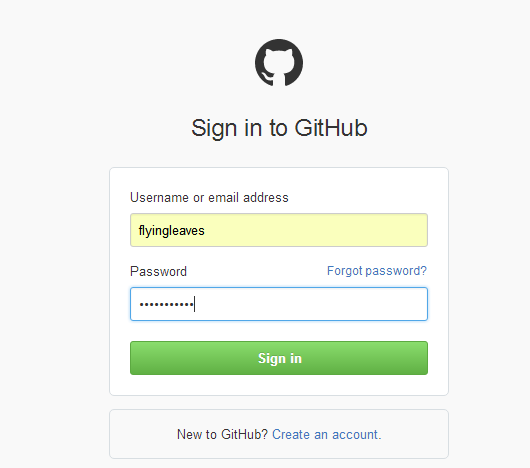 Sign in to GitHub
Username or email address
flyingleaves
Password Forgot password?
•••••••••••
Sign in
New to GitHub? Create an account.